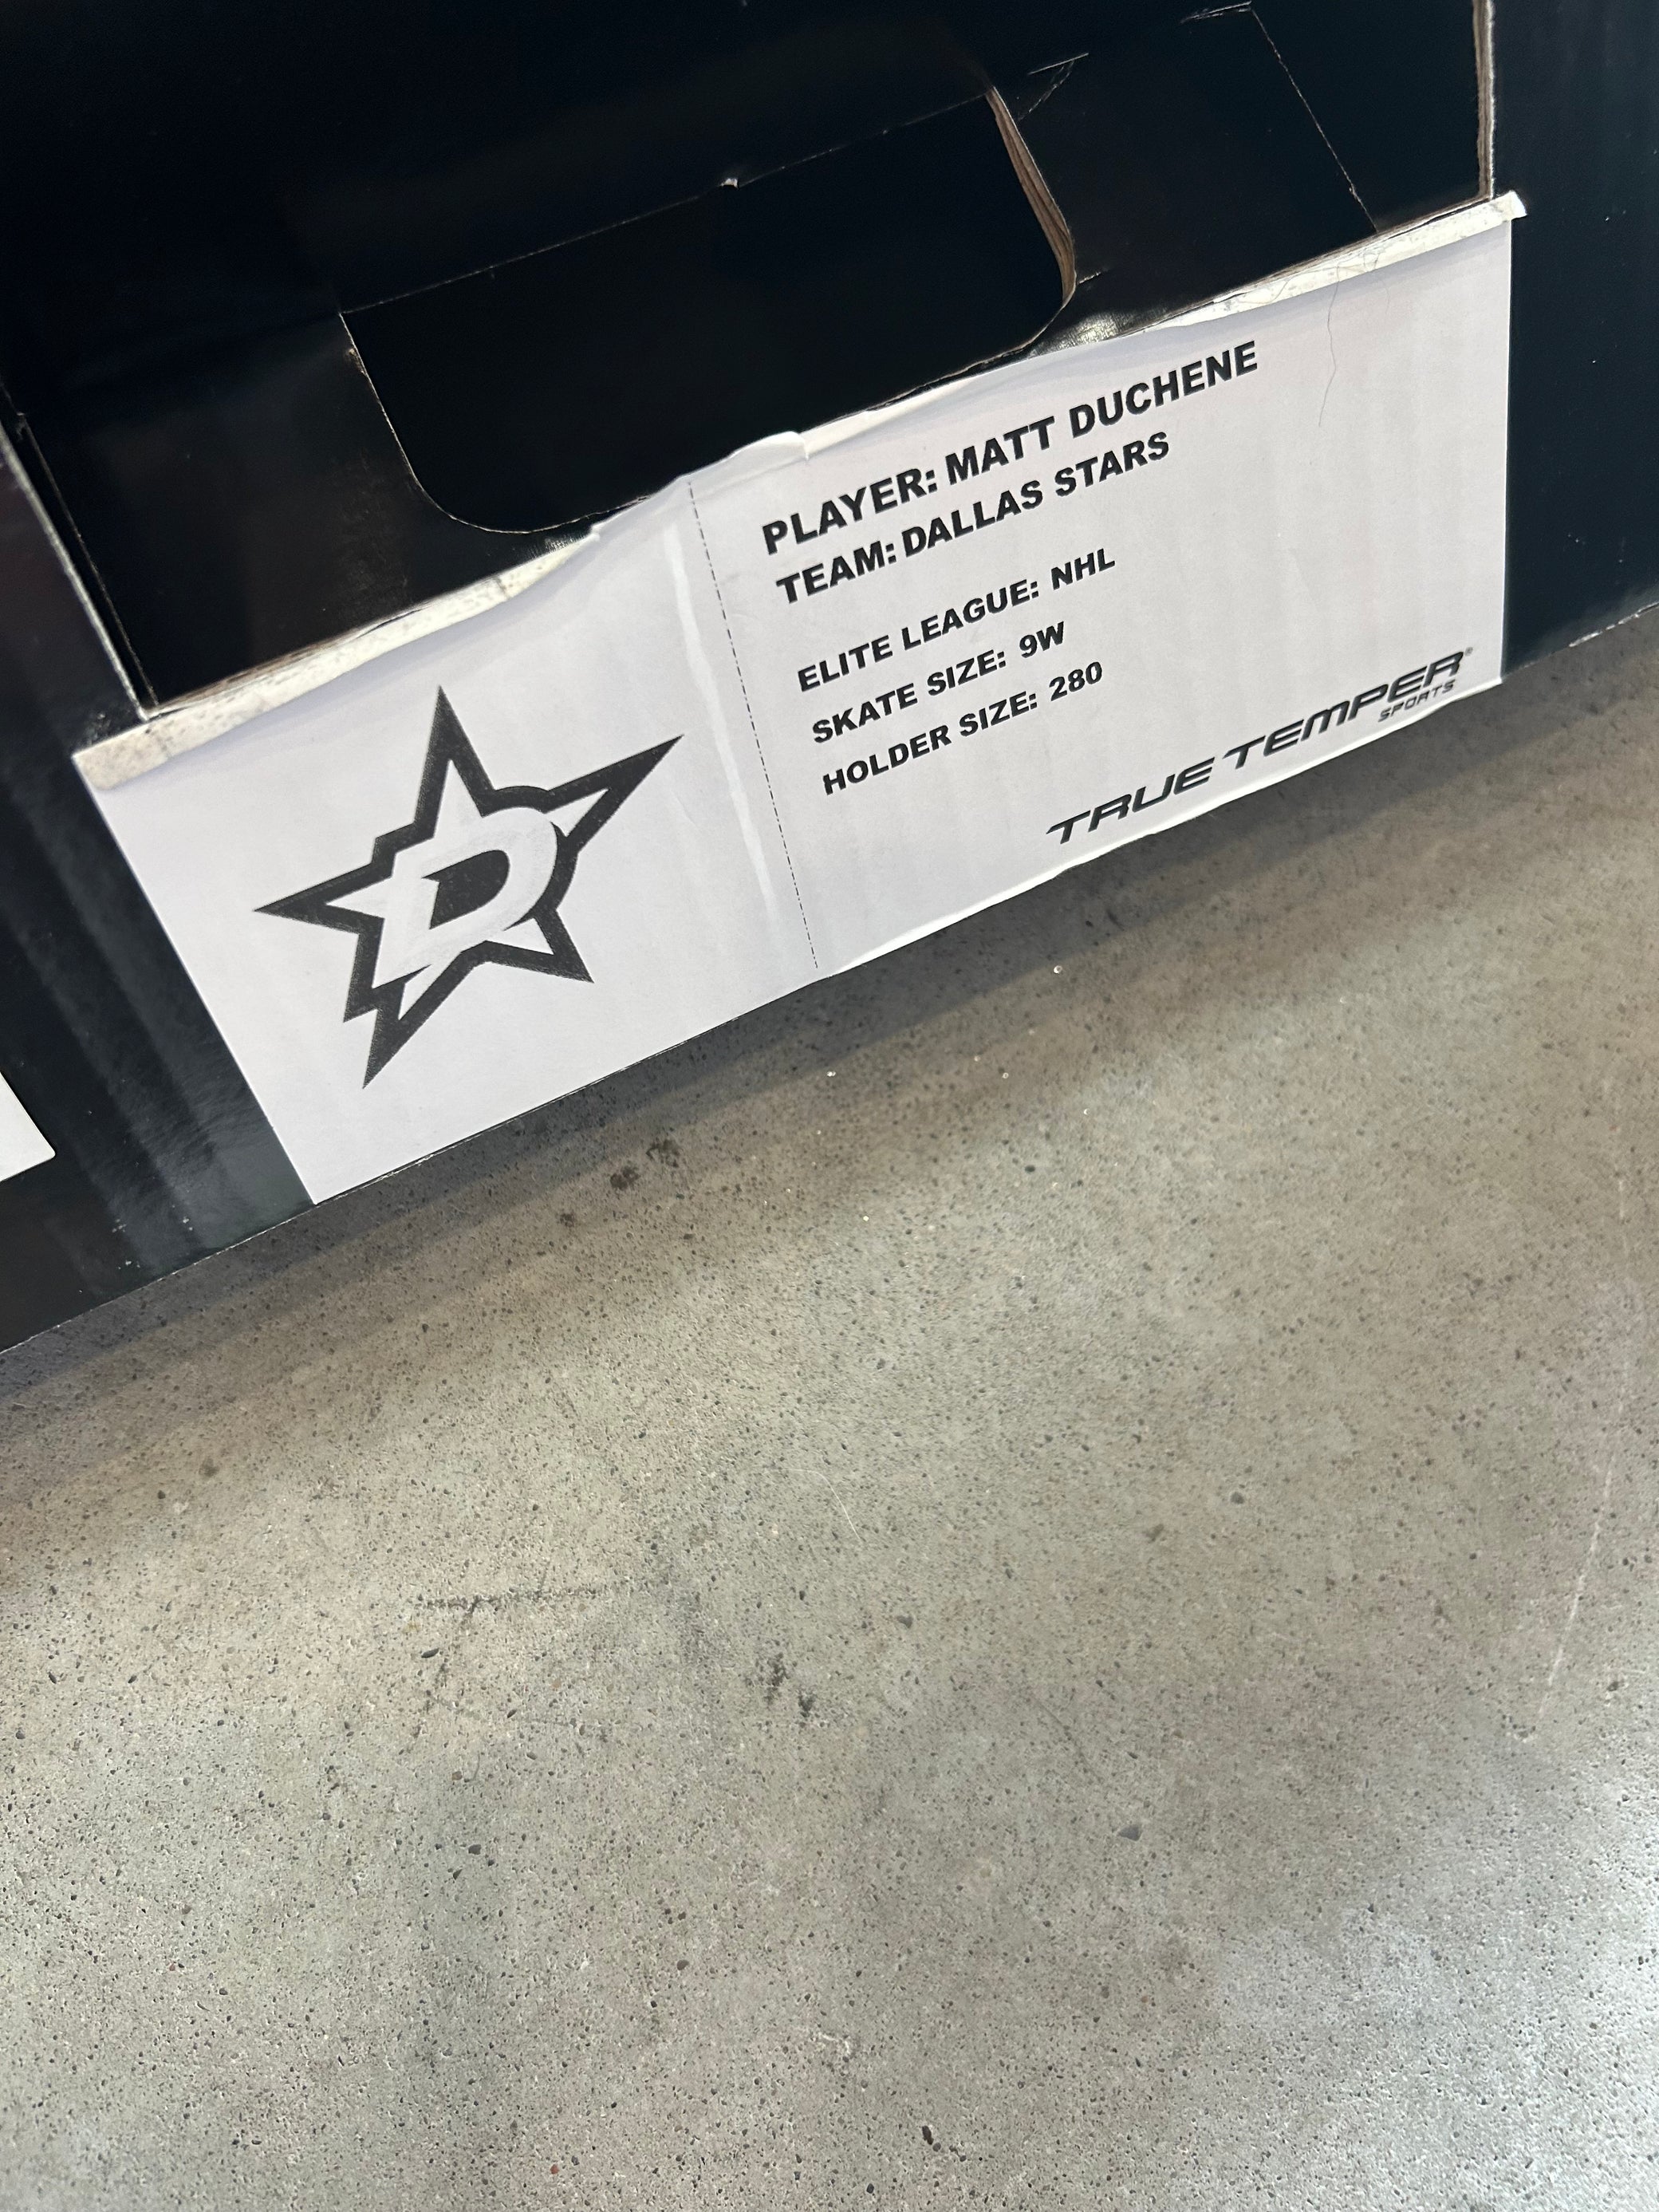 PLAYER: MATT DUCHENE
TEAM: DALLAS STARS
ELITE LEAGUE: NHL
SKATE SIZE: 9W
HOLDER SIZE: 280
TRUE TEMPER®
SPORTS
D